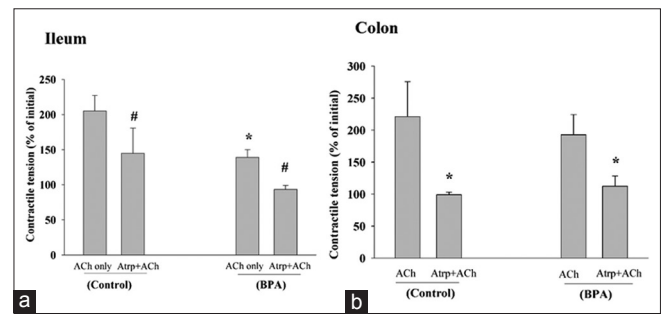 Ileum
Contractile tension (% of initial)
250
200
150
100
50
0
#
*
#
ACh only Atrp+ACh
(Control)
ACh only Atrp+ACh
(BPA)
a
Colon
Contractile tension (% of initial)
300
250
200
150
100
50
0
*
*
ACh Atrp+ACh
(Control)
ACh Atrp+ACh
(BPA)
b